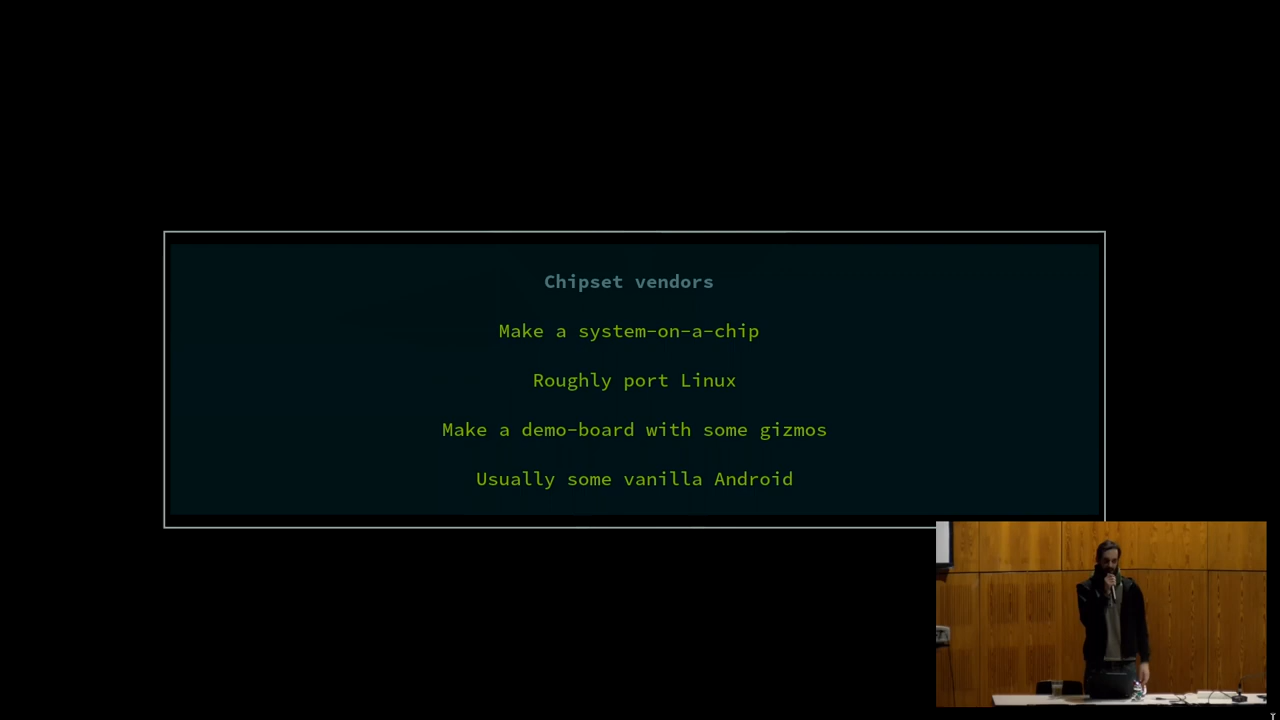 Chipset vendors
Make a system-on-a-chip
Roughly port Linux
Make a demo-board with some gizmos
Usually some vanilla Android